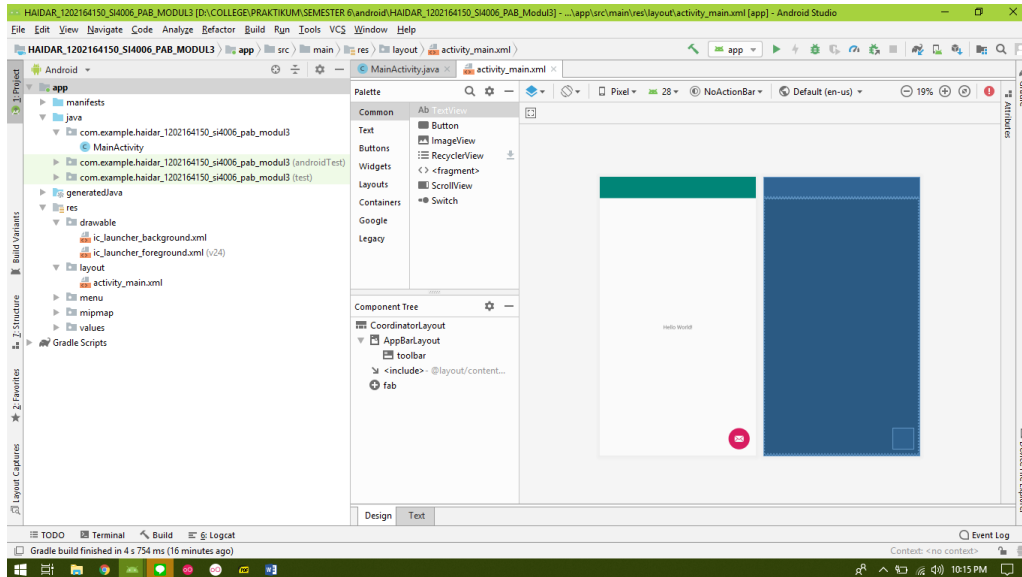 HAIDAR_1202164150_SI4006_PAB_MODUL3 [D:\COLLEGE\PRAKTIKUM\SEMESTER 6\android\HAIDAR_1202164150_SI4006_PAB_Modul3] - ...\app\src\main\res\layout\activity_main.xml [app] - Android Studio
File Edit View Navigate Code Analyze Refactor Build Run Tools VCS Window Help
HAIDAR_1202164150_SI4006_PAB_MODUL3 app src main res layout activity_main.xml
app
Android
MainActivity.java
activity_main.xml
1: Project
Build Variants
7: Structure
2: Favorites
Layout Captures
app
manifests
java
com.example.haidar_1202164150_si4006_pab_modul3
MainActivity
com.example.haidar_1202164150_si4006_pab_modul3 (androidTest)
com.example.haidar_1202164150_si4006_pab_modul3 (test)
generatedJava
res
drawable
ic_launcher_background.xml
ic_launcher_foreground.xml (v24)
layout
activity_main.xml
menu
mipmap
values
Gradle Scripts
Palette
Common
Text
Buttons
Widgets
Layouts
Containers
Google
Legacy
Ab TextView
Button
ImageView
RecyclerView
<> <fragment>
ScrollView
Switch
Component Tree
CoordinatorLayout
AppBarLayout
toolbar
<include> - @layout/content...
fab
Pixel 28 NoActionBar Default (en-us) 19%
Attributes
Hello World!
Design Text
TODO Terminal Build 6: Logcat
Event Log
Gradle build finished in 4 s 754 ms (16 minutes ago)
Context: <no context>
10:15 PM